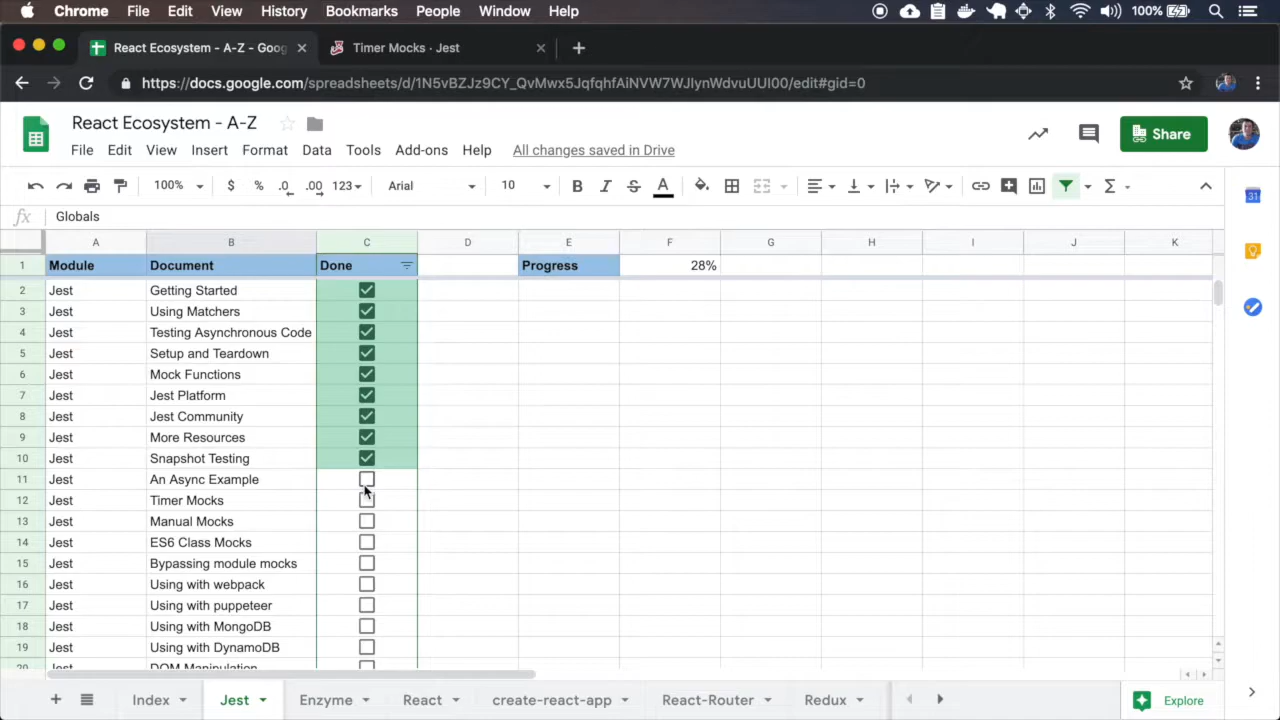 Chrome File Edit View History Bookmarks People Window Help 100%
React Ecosystem - A-Z - Goog
Timer Mocks · Jest
https://docs.google.com/spreadsheets/d/1N5vBZJz9CY_QvMwx5JqfqhfAiNVW7WJlynWdvuUUI00/edit#gid=0
React Ecosystem - A-Z
Share
File Edit View Insert Format Data Tools Add-ons Help All changes saved in Drive
100% $ % .0 .00 123 Arial 10 B I S A Σ
31
fx Globals
A B C D E F G H I J K
1 Module Document Done Progress 28%
2 Jest Getting Started
3 Jest Using Matchers
4 Jest Testing Asynchronous Code
5 Jest Setup and Teardown
6 Jest Mock Functions
7 Jest Jest Platform
8 Jest Jest Community
9 Jest More Resources
10 Jest Snapshot Testing
11 Jest An Async Example
12 Jest Timer Mocks
13 Jest Manual Mocks
14 Jest ES6 Class Mocks
15 Jest Bypassing module mocks
16 Jest Using with webpack
17 Jest Using with puppeteer
18 Jest Using with MongoDB
19 Jest Using with DynamoDB
20 Jest DOM Manipulation
Index Jest Enzyme React create-react-app React-Router Redux Explore